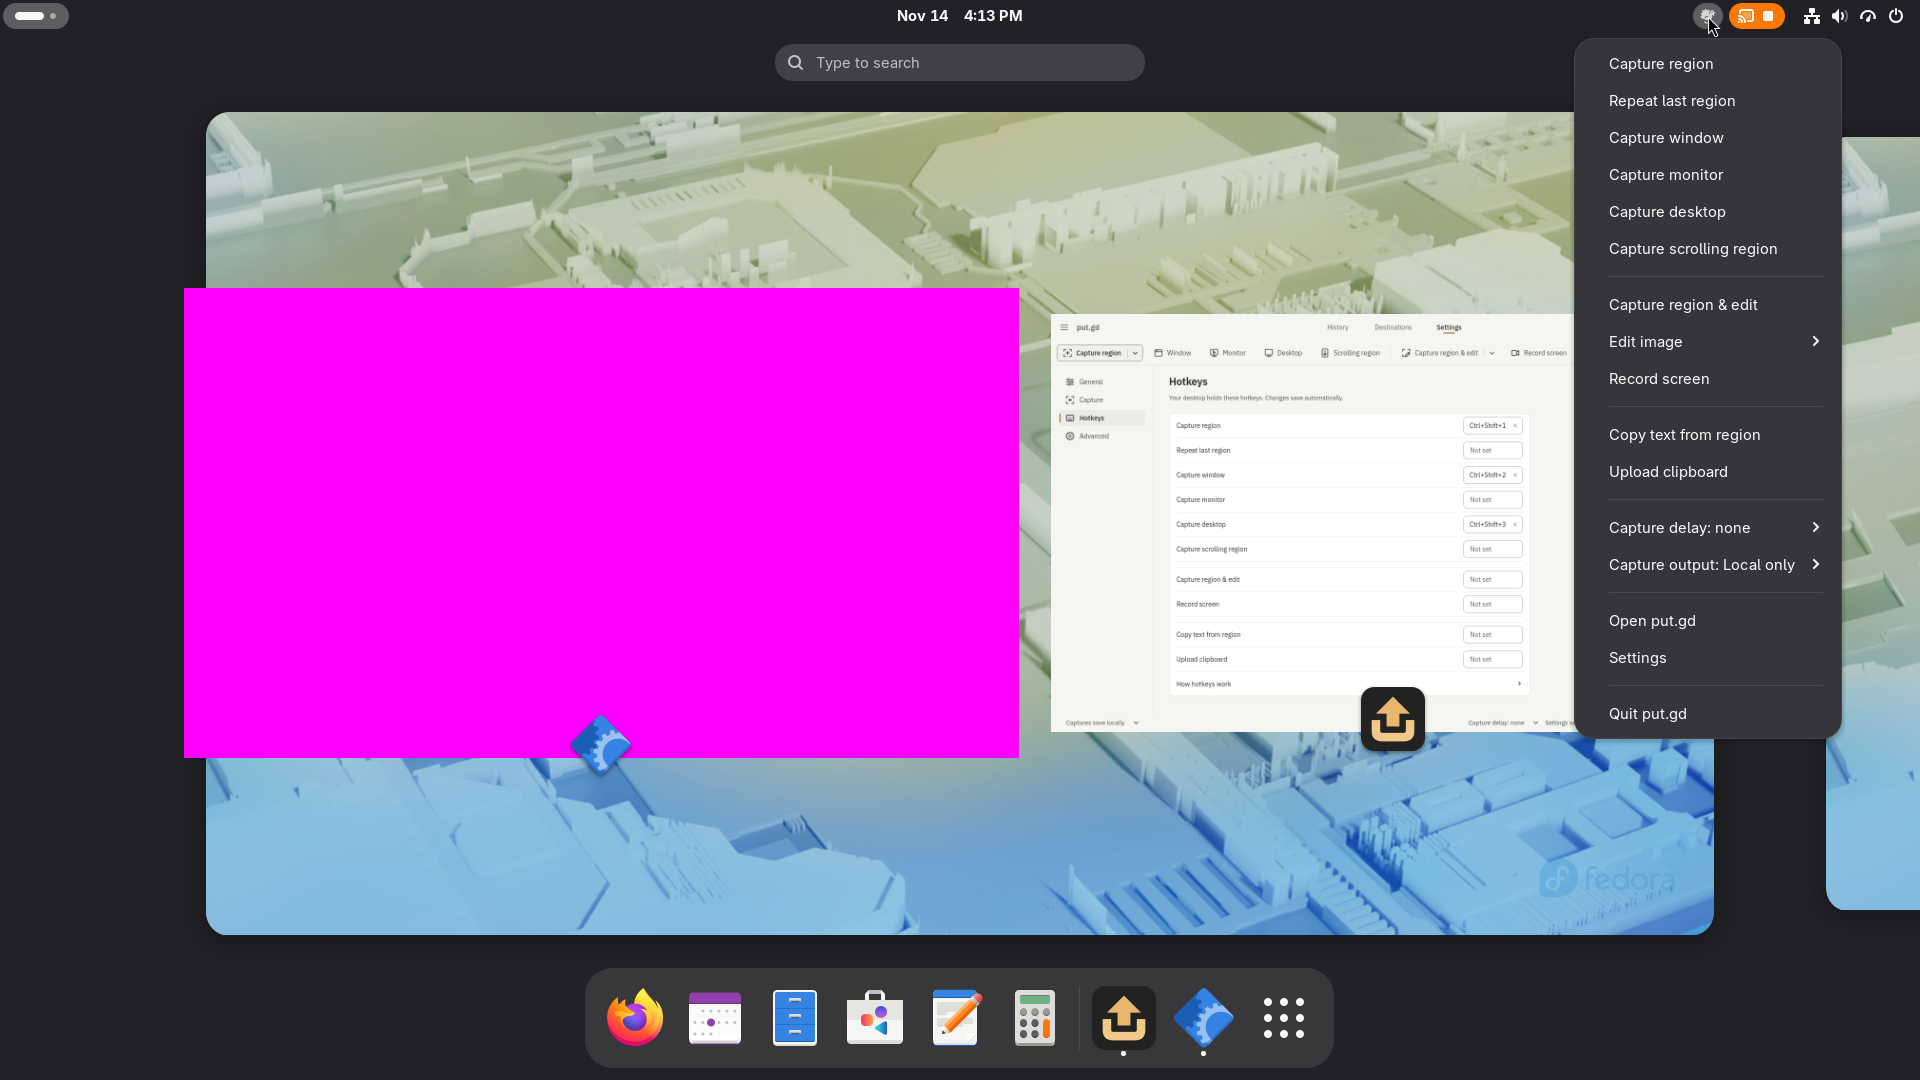 Nov 14 4:13 PM
Type to search
Capture region
Repeat last region
Capture window
Capture monitor
Capture desktop
Capture scrolling region
Capture region & edit
Edit image
Record screen
Copy text from region
Upload clipboard
Capture delay: none
Capture output: Local only
Open put.gd
Settings
Quit put.gd
put.gd
History Destinations Settings
Capture region Window Monitor Desktop Scrolling region Capture region & edit Record screen
General
Capture
Hotkeys
Advanced
Hotkeys
Your desktop holds these hotkeys. Changes save automatically.
Capture region Ctrl+Shift+1
Repeat last region Not set
Capture window Ctrl+Shift+2
Capture monitor Not set
Capture desktop Ctrl+Shift+3
Capture scrolling region Not set
Capture region & edit Not set
Record screen Not set
Copy text from region Not set
Upload clipboard Not set
How hotkeys work
Captures save locally Capture delay: none Settings
fedora